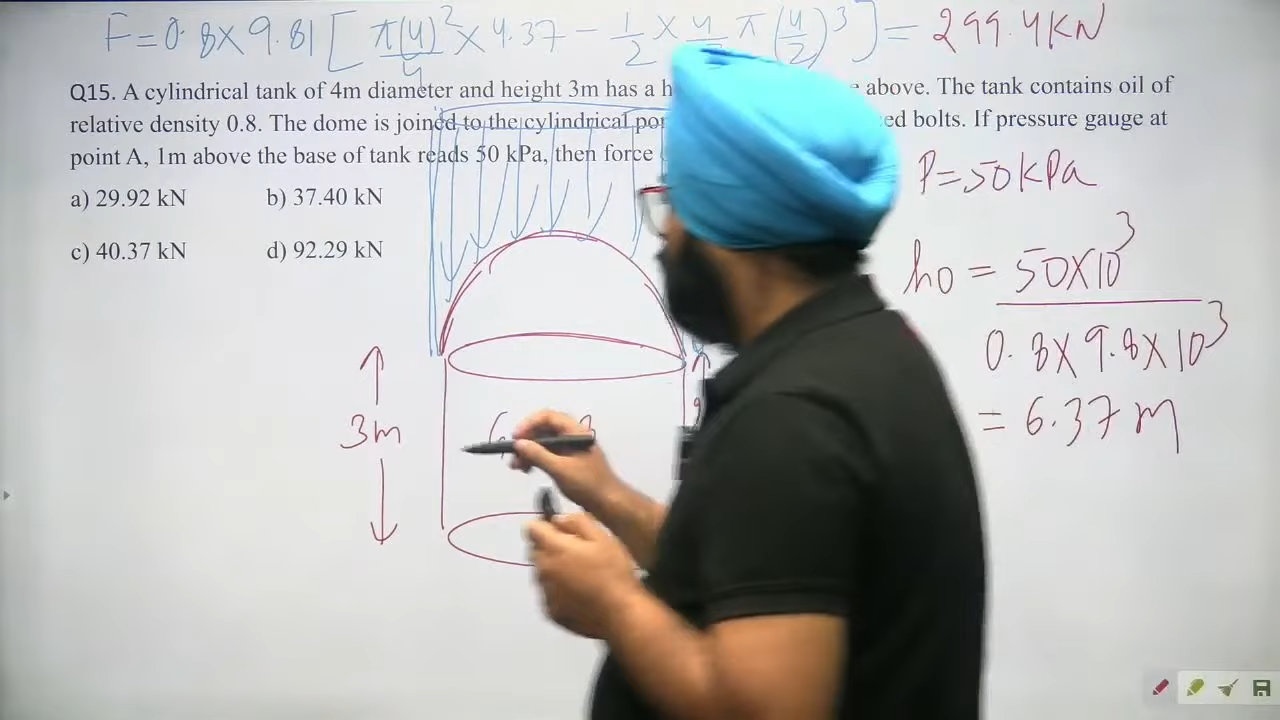 F = 0.8 x 9.81 [ π(4)²/4 x 4.37 - 1/2 x 4/ π (4/2)³ ] = 299.4 KN
Q15. A cylindrical tank of 4m diameter and height 3m has a h above. The tank contains oil of
relative density 0.8. The dome is joined to the cylindrical por ed bolts. If pressure gauge at
point A, 1m above the base of tank reads 50 kPa, then force
P = 50 kPa
a) 29.92 kN b) 37.40 kN
c) 40.37 kN d) 92.29 kN
ho = 50X10³
0.8 X 9.8 X 10³
= 6.37 m
3m